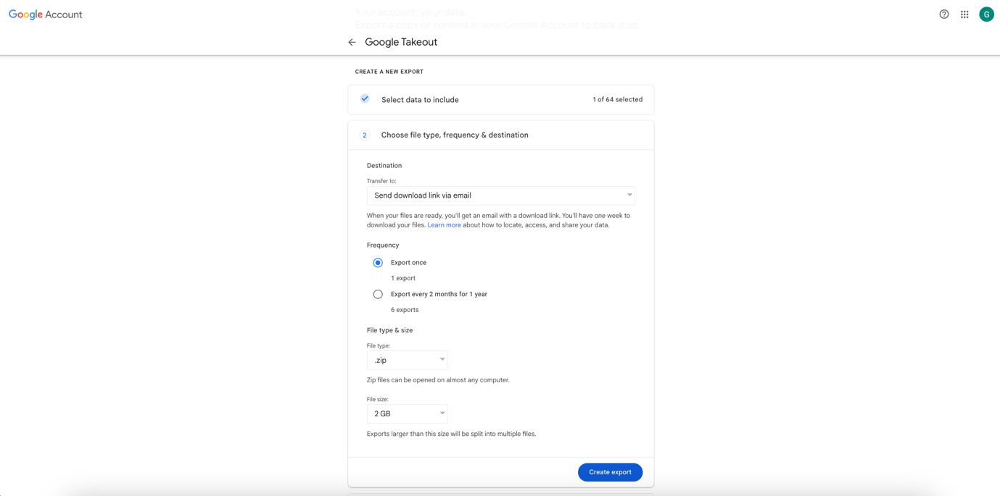 Google Account
Your account, your data
Export a copy of content in your Google Account to back it up
G
Google Takeout
CREATE A NEW EXPORT
Select data to include
1 of 64 selected
2
Choose file type, frequency & destination
Destination
Transfer to:
Send download link via email
When your files are ready, you'll get an email with a download link. You'll have one week to
download your files. Learn more about how to locate, access, and share your data.
Frequency
Export once
1 export
Export every 2 months for 1 year
6 exports
File type & size
File type:
.zip
Zip files can be opened on almost any computer.
File size:
2 GB
Exports larger than this size will be split into multiple files.
Create export